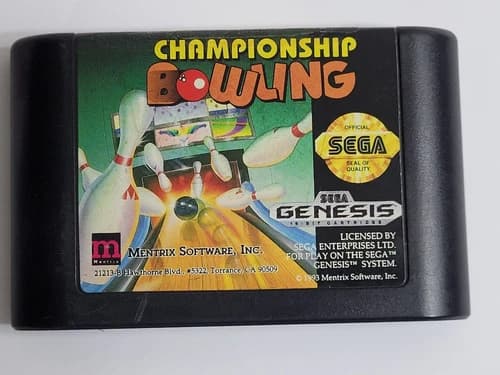 CHAMPIONSHIP
BOWLING
OFFICIAL
SEGA
SEAL OF
QUALITY
SEGA
GENESIS
16-BIT CARTRIDGE
m
Mentrix
MENTRIX SOFTWARE, INC.
21213-B Hawthorne Blvd., #5322, Torrance, CA 90509
LICENSED BY
SEGA ENTERPRISES LTD.
FOR PLAY ON THE SEGA™
GENESIS™ SYSTEM.
© 1993 Mentrix Software, Inc.